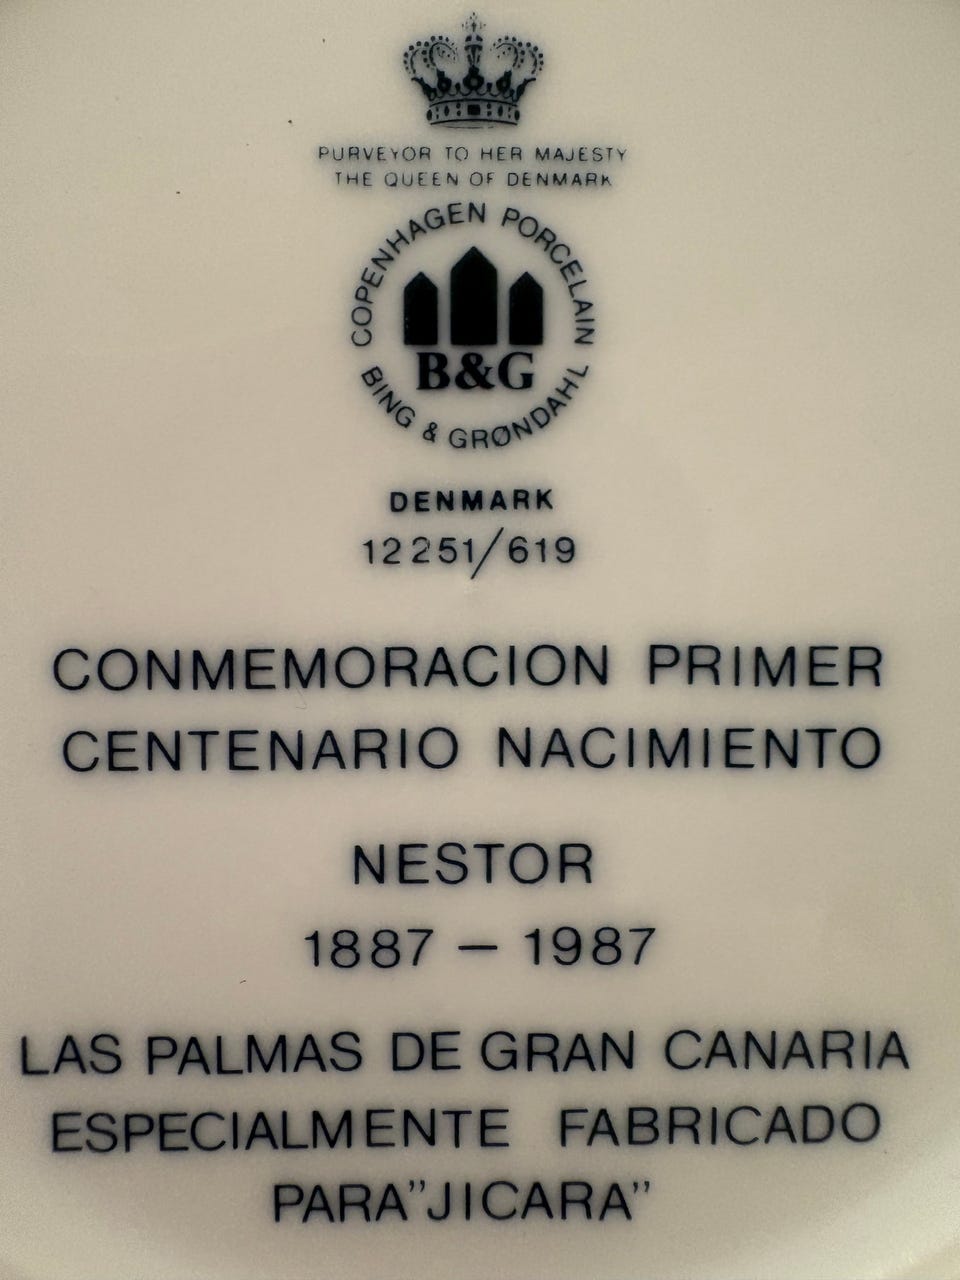 PURVEYOR TO HER MAJESTY
THE QUEEN OF DENMARK
COPENHAGEN PORCELAIN
B&G
BING & GRØNDAHL
DENMARK
12251/619
CONMEMORACION PRIMER
CENTENARIO NACIMIENTO
NESTOR
1887 – 1987
LAS PALMAS DE GRAN CANARIA
ESPECIALMENTE FABRICADO
PARA"JICARA"